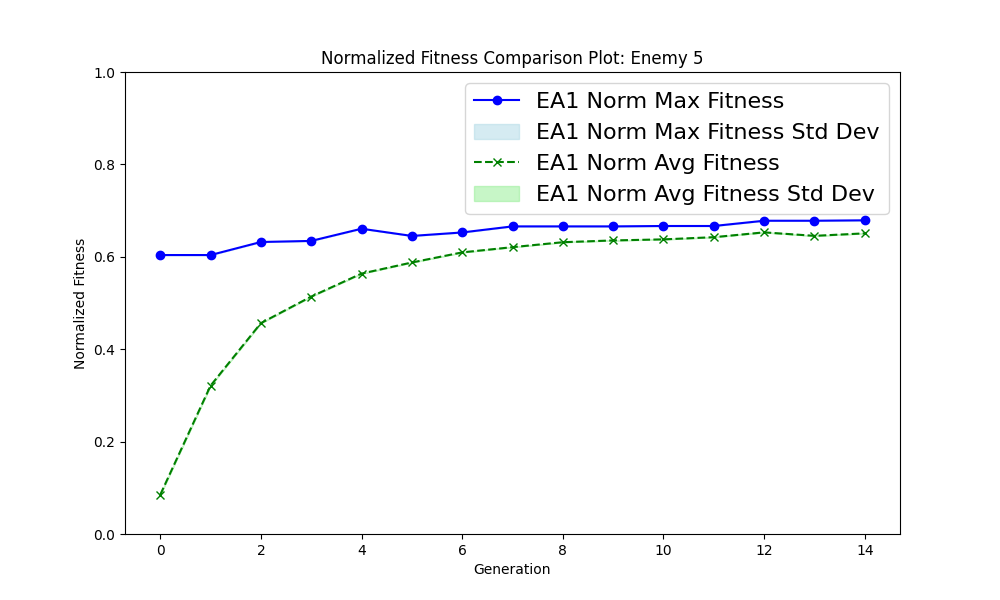 Normalized Fitness Comparison Plot: Enemy 5
EA1 Norm Max Fitness
EA1 Norm Max Fitness Std Dev
EA1 Norm Avg Fitness
EA1 Norm Avg Fitness Std Dev
Normalized Fitness
1.0
0.8
0.6
0.4
0.2
0.0
0 2 4 6 8 10 12 14
Generation